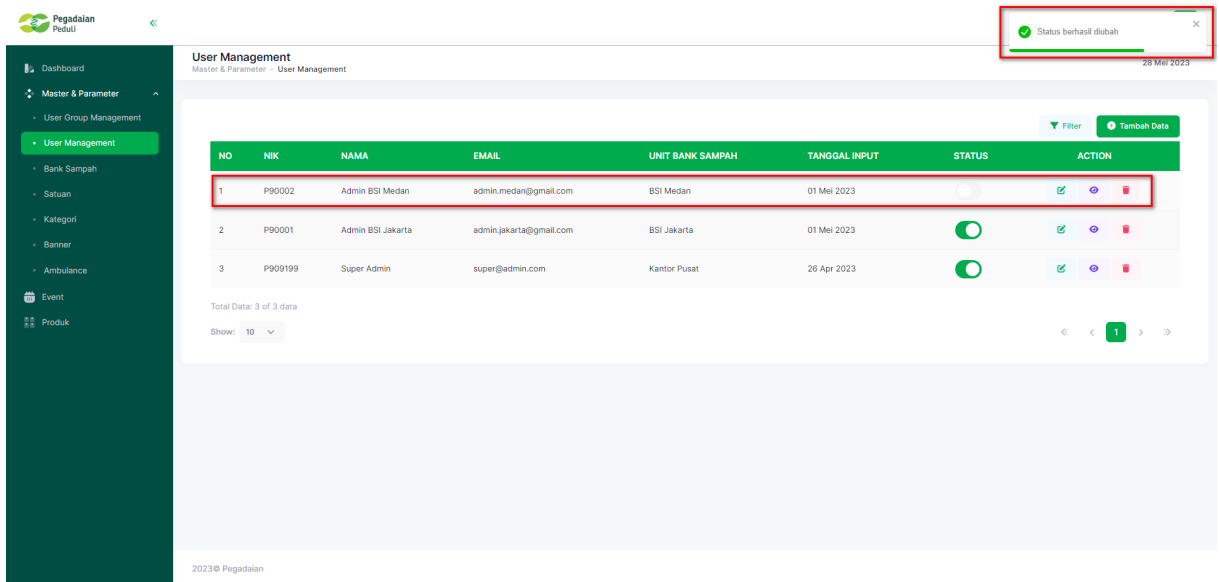 Pegadaian
Peduli
Status berhasil diubah
User Management
Master & Parameter - User Management
28 Mei 2023
Dashboard
Master & Parameter
User Group Management
User Management
Bank Sampah
Satuan
Kategori
Banner
Ambulance
Event
Produk
Filter
Tambah Data
NO NIK NAMA EMAIL UNIT BANK SAMPAH TANGGAL INPUT STATUS ACTION
1 P90002 Admin BSI Medan admin.medan@gmail.com BSI Medan 01 Mei 2023
2 P90001 Admin BSI Jakarta admin.jakarta@gmail.com BSI Jakarta 01 Mei 2023
3 P909199 Super Admin super@admin.com Kantor Pusat 26 Apr 2023
Total Data: 3 of 3 data
Show: 10
1
2023© Pegadaian